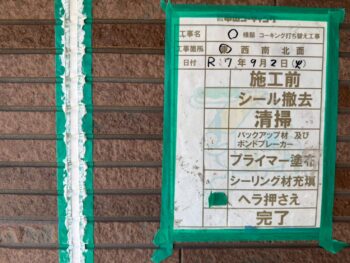 工事名 〇様邸 コーキング打ち替え工事
工事箇所 西南北面
日付 R7年9月2日
施工前
シール撤去
清掃
バックアップ材 及び
ボンドブレーカー
プライマー塗布
シーリング材充填
ヘラ押さえ
完了